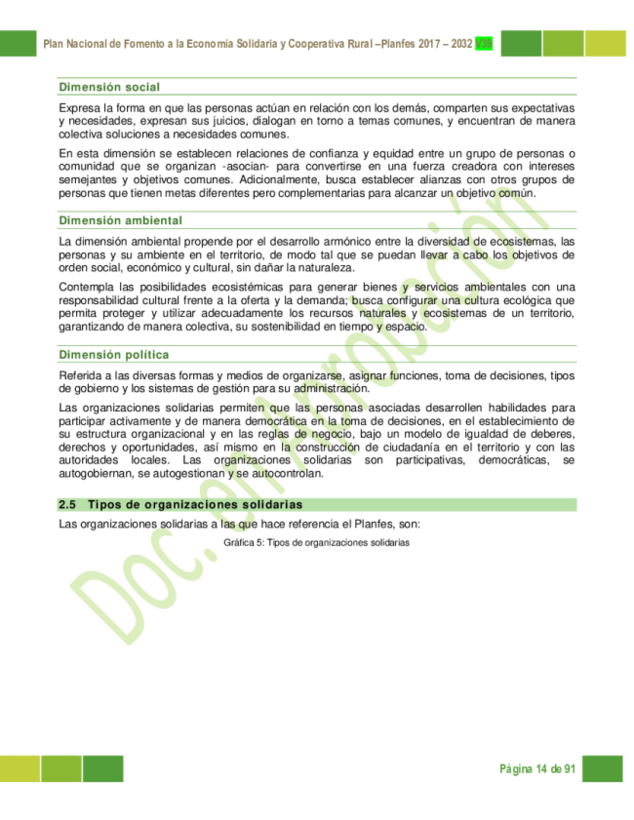 Plan Nacional de Fomento a la Economía Solidaria y Cooperativa Rural –Planfes 2017 – 2032 V39
Dimensión social
Expresa la forma en que las personas actúan en relación con los demás, comparten sus expectativas
y necesidades, expresan sus juicios, dialogan en torno a temas comunes, y encuentran de manera
colectiva soluciones a necesidades comunes.
En esta dimensión se establecen relaciones de confianza y equidad entre un grupo de personas o
comunidad que se organizan -asocian- para convertirse en una fuerza creadora con intereses
semejantes y objetivos comunes. Adicionalmente, busca establecer alianzas con otros grupos de
personas que tienen metas diferentes pero complementarias para alcanzar un objetivo común.
Dimensión ambiental
La dimensión ambiental propende por el desarrollo armónico entre la diversidad de ecosistemas, las
personas y su ambiente en el territorio, de modo tal que se puedan llevar a cabo los objetivos de
orden social, económico y cultural, sin dañar la naturaleza.
Contempla las posibilidades ecosistémicas para generar bienes y servicios ambientales con una
responsabilidad cultural frente a la oferta y la demanda; busca configurar una cultura ecológica que
permita proteger y utilizar adecuadamente los recursos naturales y ecosistemas de un territorio,
garantizando de manera colectiva, su sostenibilidad en tiempo y espacio.
Dimensión política
Referida a las diversas formas y medios de organizarse, asignar funciones, toma de decisiones, tipos
de gobierno y los sistemas de gestión para su administración.
Las organizaciones solidarias permiten que las personas asociadas desarrollen habilidades para
participar activamente y de manera democrática en la toma de decisiones, en el establecimiento de
su estructura organizacional y en las reglas de negocio, bajo un modelo de igualdad de deberes,
derechos y oportunidades, así mismo en la construcción de ciudadanía en el territorio y con las
autoridades locales. Las organizaciones solidarias son participativas, democráticas, se
autogobiernan, se autogestionan y se autocontrolan.
2.5 Tipos de organizaciones solidarias
Las organizaciones solidarias a las que hace referencia el Planfes, son:
Gráfica 5: Tipos de organizaciones solidarias
Doc. en Aprobación
Página 14 de 91